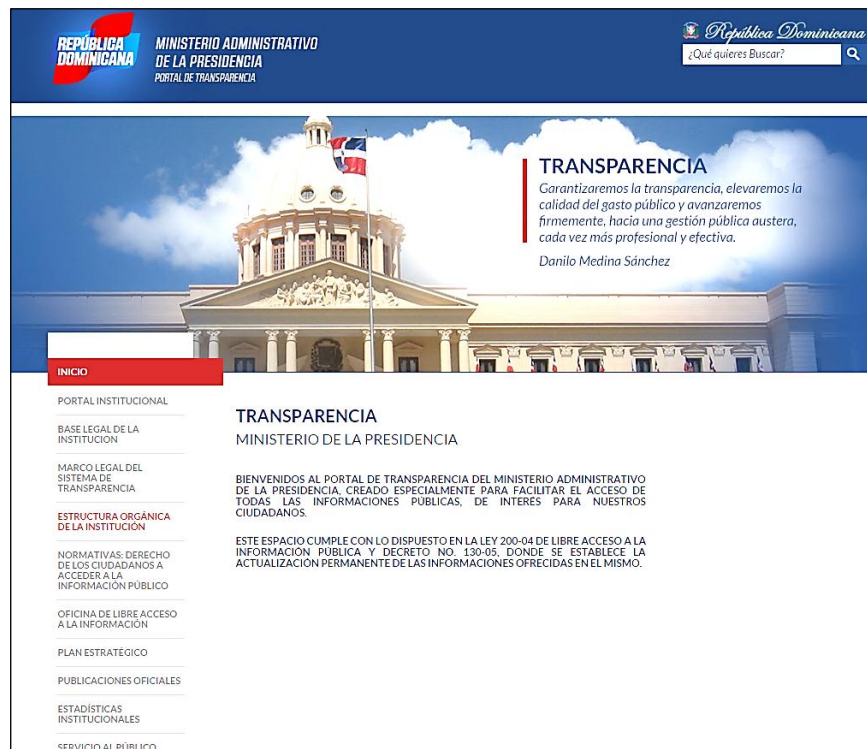 REPÚBLICA
DOMINICANA
MINISTERIO ADMINISTRATIVO
DE LA PRESIDENCIA
PORTAL DE TRANSPARENCIA
República Dominicana
¿Qué quieres Buscar?
TRANSPARENCIA
Garantizaremos la transparencia, elevaremos la
calidad del gasto público y avanzaremos
firmemente, hacia una gestión pública austera,
cada vez más profesional y efectiva.
Danilo Medina Sánchez
INICIO
PORTAL INSTITUCIONAL
BASE LEGAL DE LA
INSTITUCION
MARCO LEGAL DEL
SISTEMA DE
TRANSPARENCIA
ESTRUCTURA ORGÁNICA
DE LA INSTITUCIÓN
NORMATIVAS: DERECHO
DE LOS CIUDADANOS A
ACCEDER A LA
INFORMACIÓN PÚBLICO
OFICINA DE LIBRE ACCESO
A LA INFORMACIÓN
PLAN ESTRATÉGICO
PUBLICACIONES OFICIALES
ESTADÍSTICAS
INSTITUCIONALES
SERVICIO AL PÚBLICO
TRANSPARENCIA
MINISTERIO DE LA PRESIDENCIA
BIENVENIDOS AL PORTAL DE TRANSPARENCIA DEL MINISTERIO ADMINISTRATIVO
DE LA PRESIDENCIA, CREADO ESPECIALMENTE PARA FACILITAR EL ACCESO DE
TODAS LAS INFORMACIONES PÚBLICAS, DE INTERÉS PARA NUESTROS
CIUDADANOS.
ESTE ESPACIO CUMPLE CON LO DISPUESTO EN LA LEY 200-04 DE LIBRE ACCESO A LA
INFORMACIÓN PÚBLICA Y DECRETO NO. 130-05, DONDE SE ESTABLECE LA
ACTUALIZACIÓN PERMANENTE DE LAS INFORMACIONES OFRECIDAS EN EL MISMO.